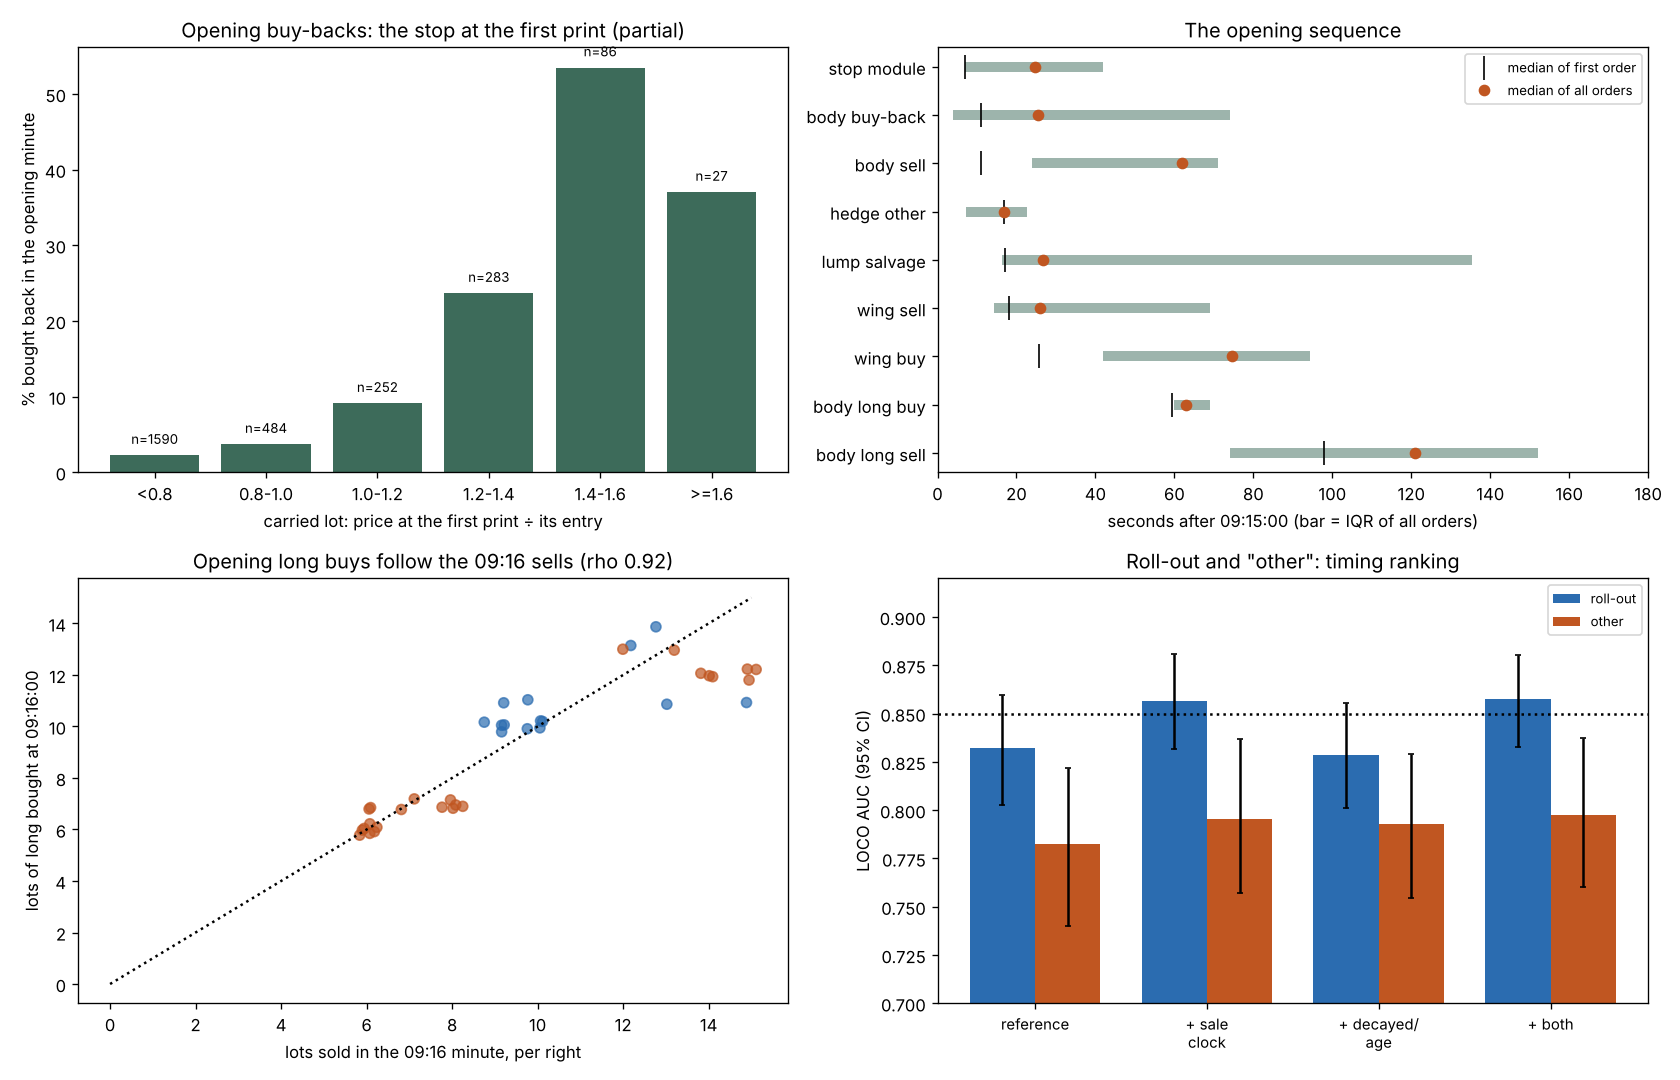 Opening buy-backs: the stop at the first print (partial)
% bought back in the opening minute
50
40
30
20
10
0
n=1590
n=484
n=252
n=283
n=86
n=27
<0.8
0.8-1.0
1.0-1.2
1.2-1.4
1.4-1.6
>=1.6
carried lot: price at the first print ÷ its entry
The opening sequence
median of first order
median of all orders
stop module
body buy-back
body sell
hedge other
lump salvage
wing sell
wing buy
body long buy
body long sell
0
20
40
60
80
100
120
140
160
180
seconds after 09:15:00 (bar = IQR of all orders)
Opening long buys follow the 09:16 sells (rho 0.92)
lots of long bought at 09:16:00
14
12
10
8
6
4
2
0
0
2
4
6
8
10
12
14
lots sold in the 09:16 minute, per right
Roll-out and "other": timing ranking
roll-out
other
LOCO AUC (95% CI)
0.900
0.875
0.850
0.825
0.800
0.775
0.750
0.725
0.700
reference
+ sale
clock
+ decayed/
age
+ both